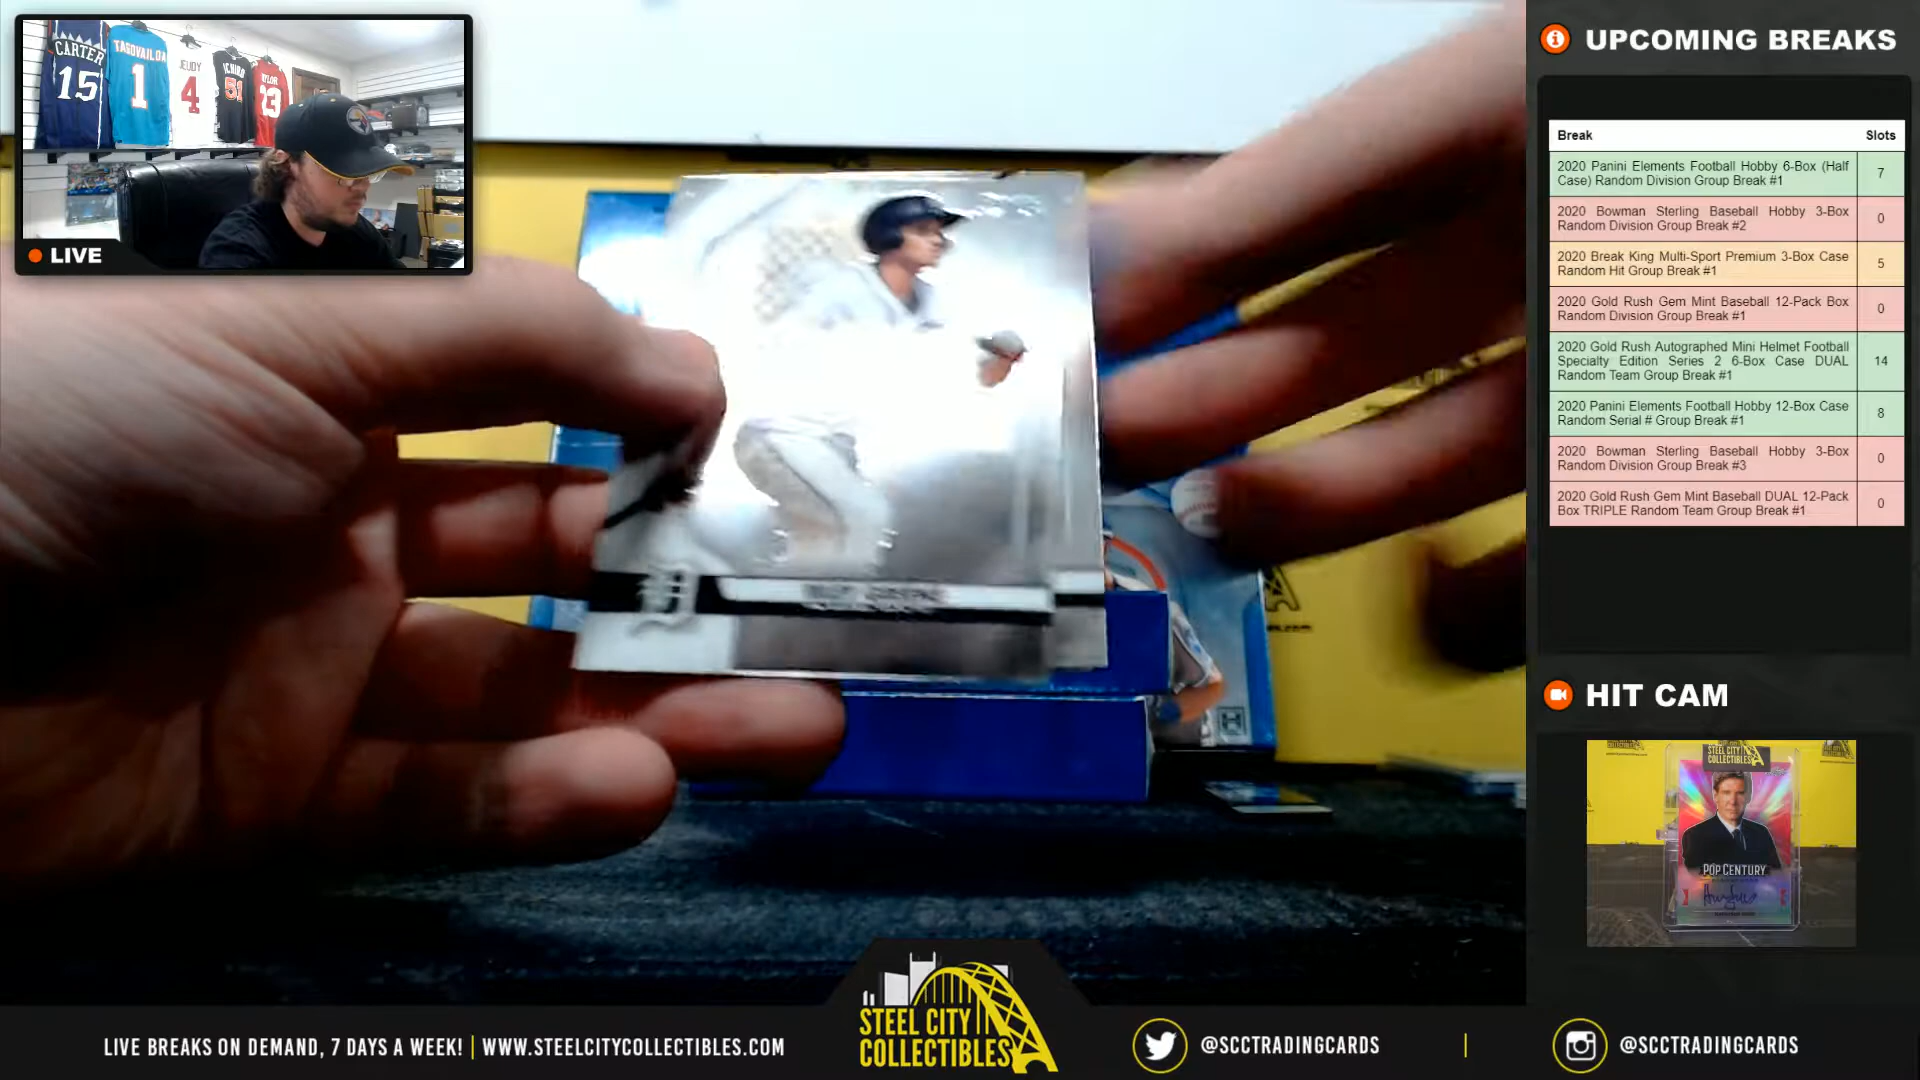 CARTER
15
TAGOVAILOA
1
JEUDY
4
ICHIRO
51
23
LIVE
UPCOMING BREAKS
Break Slots
2020 Panini Elements Football Hobby 6-Box (Half
Case) Random Division Group Break #1 7
2020 Bowman Sterling Baseball Hobby 3-Box
Random Division Group Break #2 0
2020 Break King Multi-Sport Premium 3-Box Case
Random Hit Group Break #1 5
2020 Gold Rush Gem Mint Baseball 12-Pack Box
Random Division Group Break #1 0
2020 Gold Rush Autographed Mini Helmet Football
Specialty Edition Series 2 6-Box Case DUAL
Random Team Group Break #1 14
2020 Panini Elements Football Hobby 12-Box Case
Random Serial # Group Break #1 8
2020 Bowman Sterling Baseball Hobby 3-Box
Random Division Group Break #3 0
2020 Gold Rush Gem Mint Baseball DUAL 12-Pack
Box TRIPLE Random Team Group Break #1 0
HIT CAM
STEEL CITY
COLLECTIBLES
POP CENTURY
LIVE BREAKS ON DEMAND, 7 DAYS A WEEK! | WWW.STEELCITYCOLLECTIBLES.COM
STEEL CITY
COLLECTIBLES
@SCCTRADINGCARDS | @SCCTRADINGCARDS